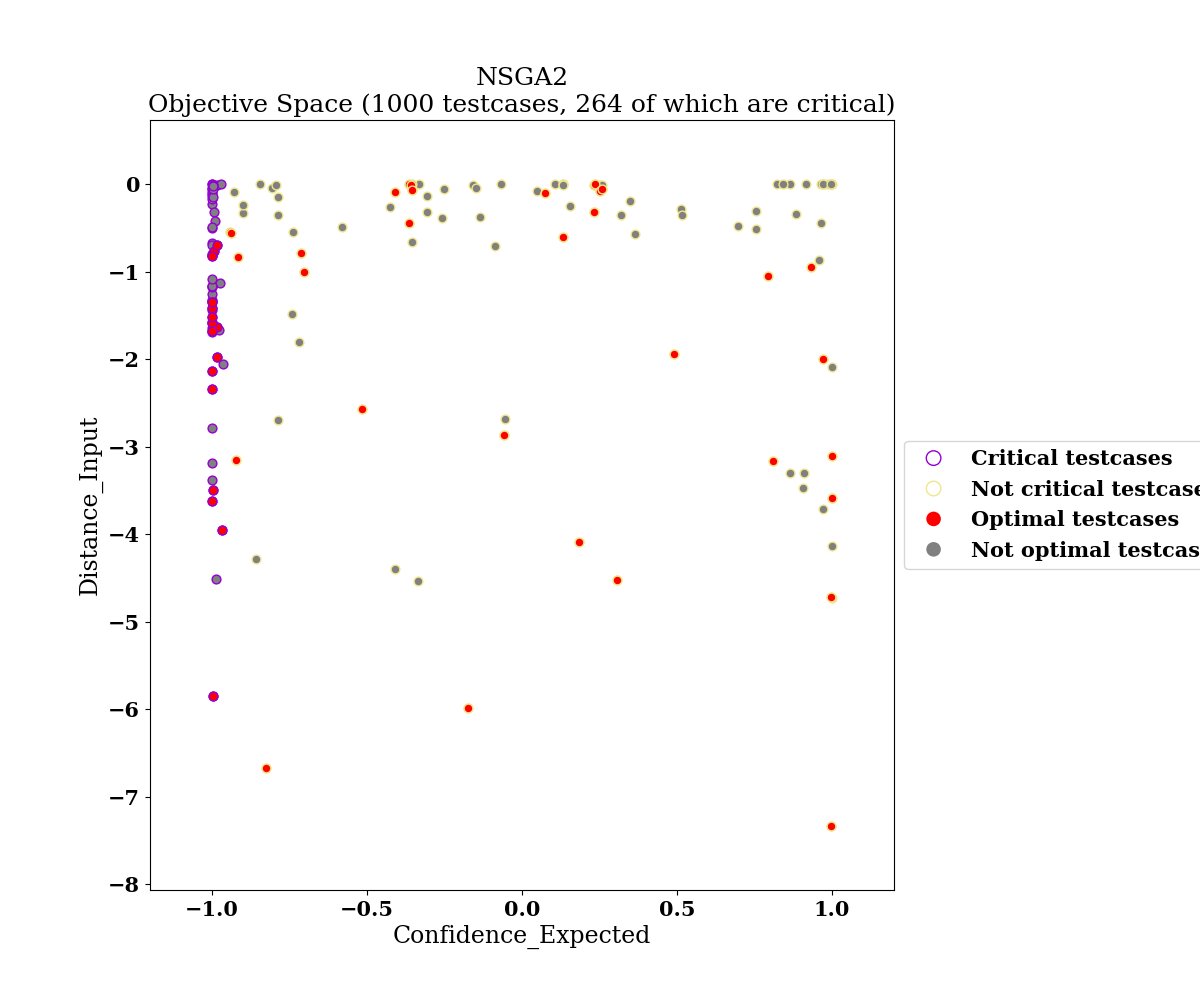 NSGA2
Objective Space (1000 testcases, 264 of which are critical)
0
−1
−2
−3
−4
−5
−6
−7
−8
Distance_Input
−1.0
−0.5
0.0
0.5
1.0
Confidence_Expected
Critical testcases
Not critical testcase
Optimal testcases
Not optimal testcas